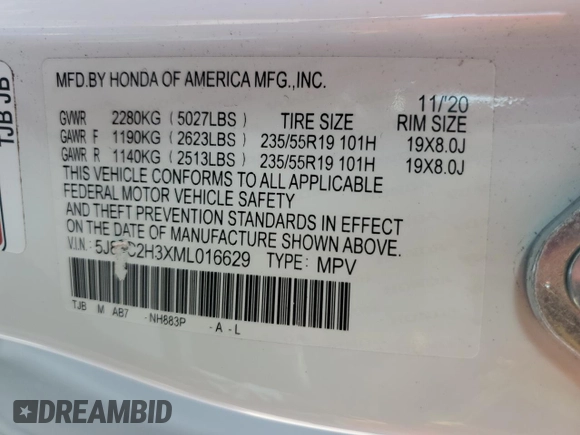 TJB JB
MFD.BY HONDA OF AMERICA MFG.,INC.
11/'20
GVWR 2280KG (5027LBS) TIRE SIZE RIM SIZE
GAWR F 1190KG (2623LBS) 235/55R19 101H 19X8.0J
GAWR R 1140KG (2513LBS) 235/55R19 101H 19X8.0J
THIS VEHICLE CONFORMS TO ALL APPLICABLE
FEDERAL MOTOR VEHICLE SAFETY
AND THEFT PREVENTION STANDARDS IN EFFECT
ON THE DATE OF MANUFACTURE SHOWN ABOVE.
V.I.N.: TYPE: MPV
TJB M AB7 -NH883P -A-L
DREAMBID